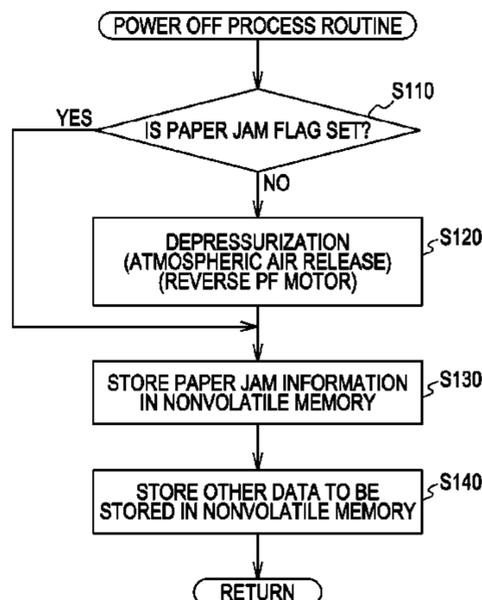 POWER OFF PROCESS ROUTINE
S110
YES
IS PAPER JAM FLAG SET?
NO
DEPRESSURIZATION
(ATMOSPHERIC AIR RELEASE)
(REVERSE PF MOTOR)
S120
STORE PAPER JAM INFORMATION
IN NONVOLATILE MEMORY
S130
STORE OTHER DATA TO BE
STORED IN NONVOLATILE MEMORY
S140
RETURN